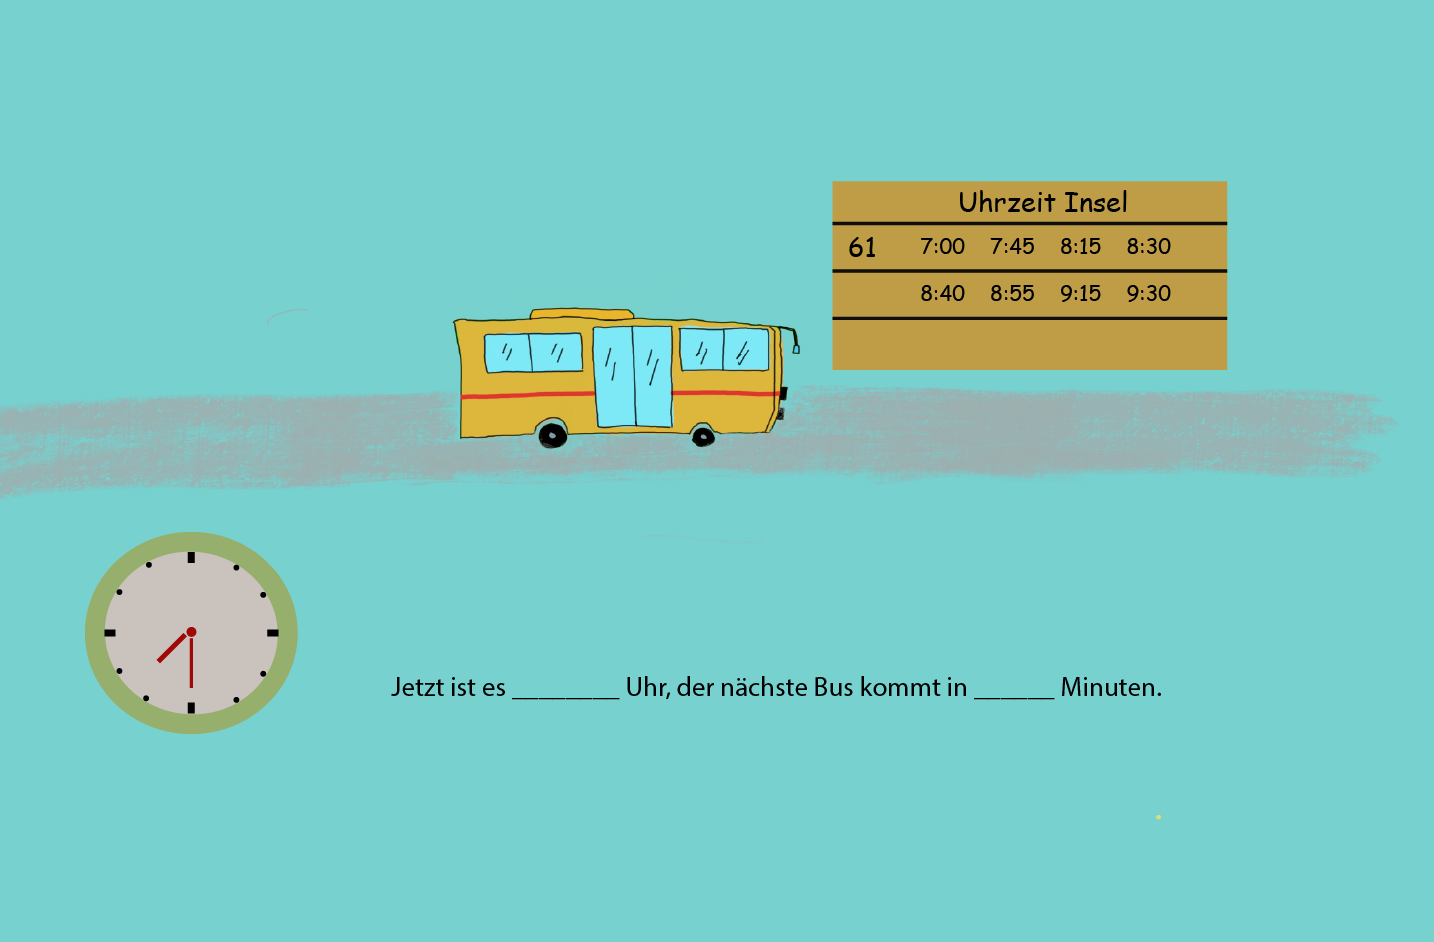 Uhrzeit Insel
61 7:00 7:45 8:15 8:30
8:40 8:55 9:15 9:30
Jetzt ist es ________ Uhr, der nächste Bus kommt in ______ Minuten.